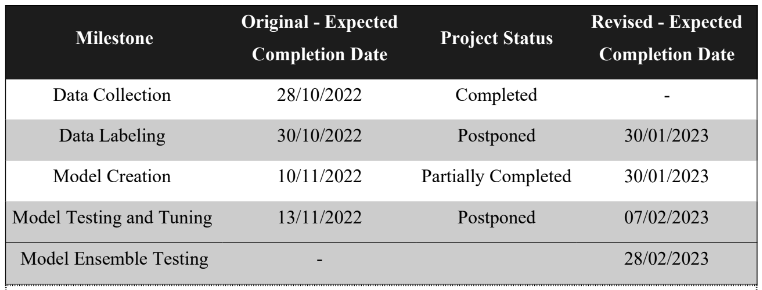 Milestone Original - Expected Completion Date Project Status Revised - Expected Completion Date
Data Collection 28/10/2022 Completed -
Data Labeling 30/10/2022 Postponed 30/01/2023
Model Creation 10/11/2022 Partially Completed 30/01/2023
Model Testing and Tuning 13/11/2022 Postponed 07/02/2023
Model Ensemble Testing - 28/02/2023